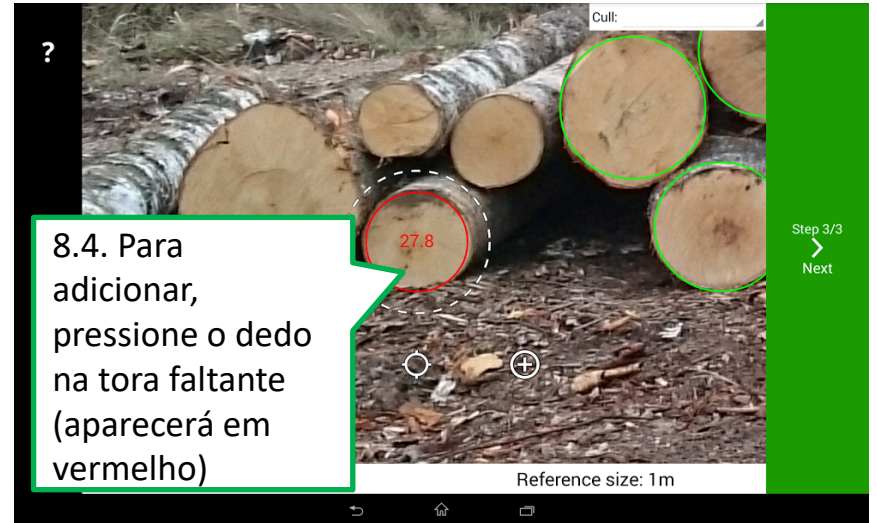 Cull:
?
27.8
8.4. Para
adicionar,
pressione o dedo
na tora faltante
(aparecerá em
vermelho)
Step 3/3
Next
Reference size: 1m